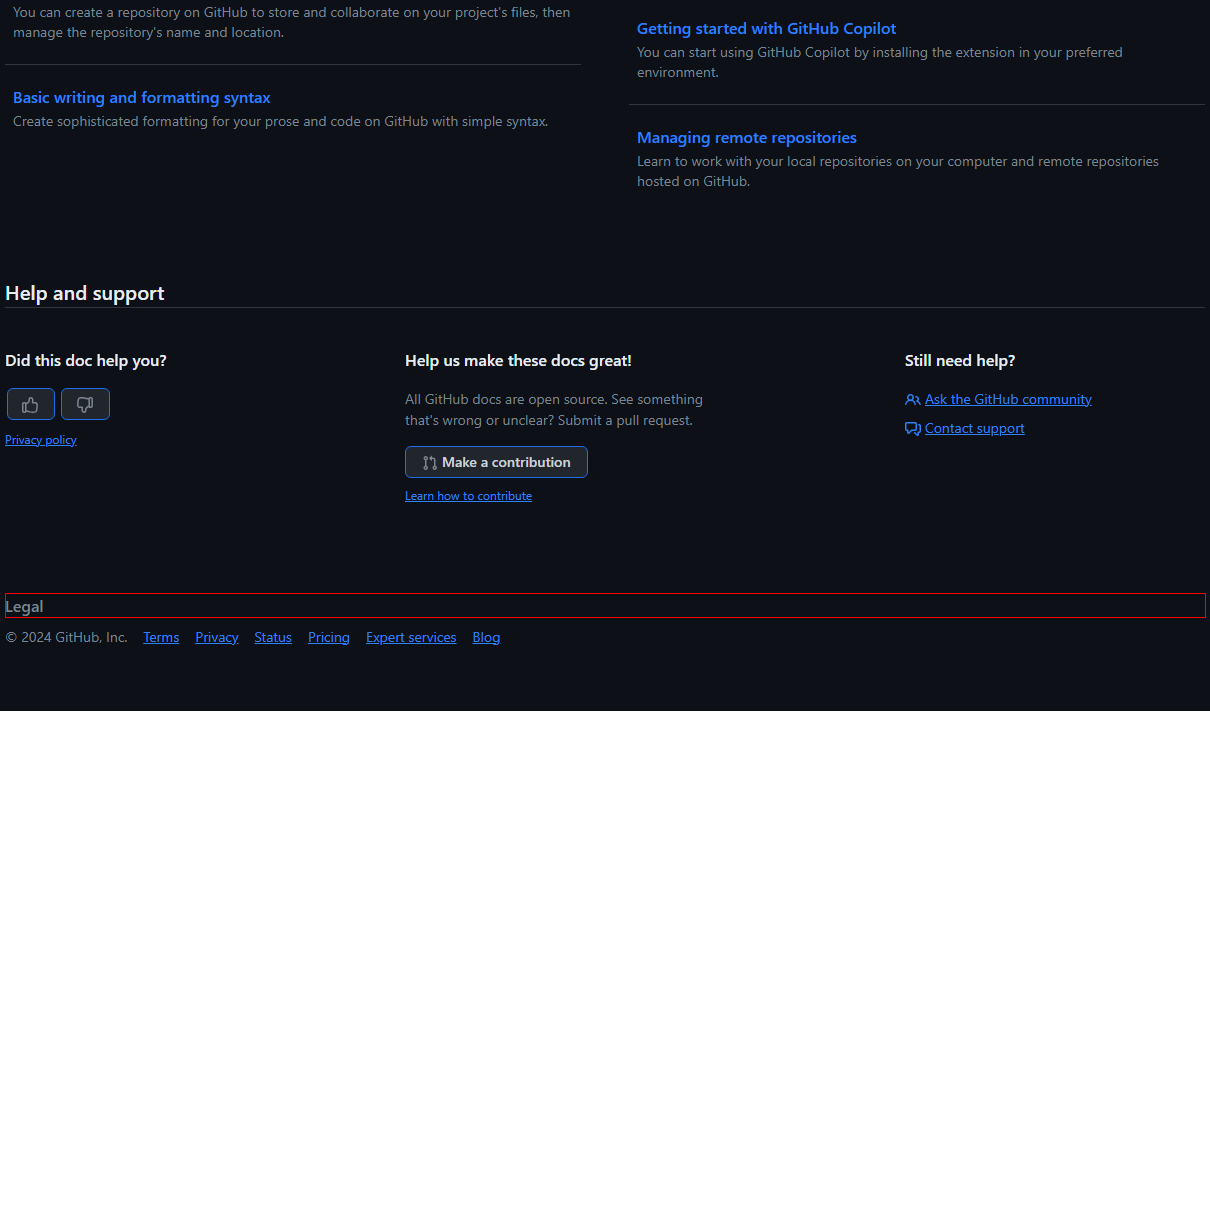 You can create a repository on GitHub to store and collaborate on your project's files, then
manage the repository's name and location.
Basic writing and formatting syntax
Create sophisticated formatting for your prose and code on GitHub with simple syntax.
Getting started with GitHub Copilot
You can start using GitHub Copilot by installing the extension in your preferred
environment.
Managing remote repositories
Learn to work with your local repositories on your computer and remote repositories
hosted on GitHub.
Help and support
Did this doc help you?
Privacy policy
Help us make these docs great!
All GitHub docs are open source. See something
that's wrong or unclear? Submit a pull request.
Make a contribution
Learn how to contribute
Still need help?
Ask the GitHub community
Contact support
Legal
© 2024 GitHub, Inc. Terms Privacy Status Pricing Expert services Blog